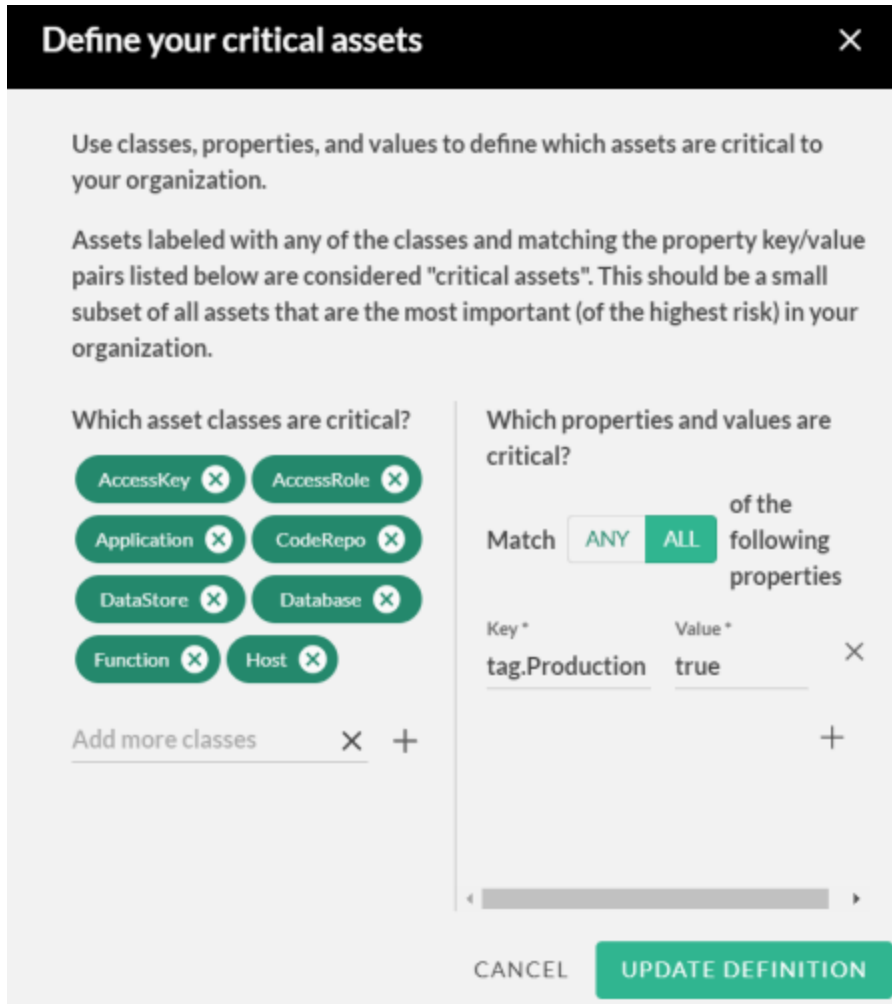 Define your critical assets
Use classes, properties, and values to define which assets are critical to
your organization.
Assets labeled with any of the classes and matching the property key/value
pairs listed below are considered "critical assets". This should be a small
subset of all assets that are the most important (of the highest risk) in your
organization.
Which asset classes are critical?
AccessKey
AccessRole
Application
CodeRepo
DataStore
Database
Function
Host
Add more classes
Which properties and values are
critical?
Match
ANY
ALL
of the
following
properties
Key *
Value *
tag.Production
true
CANCEL
UPDATE DEFINITION